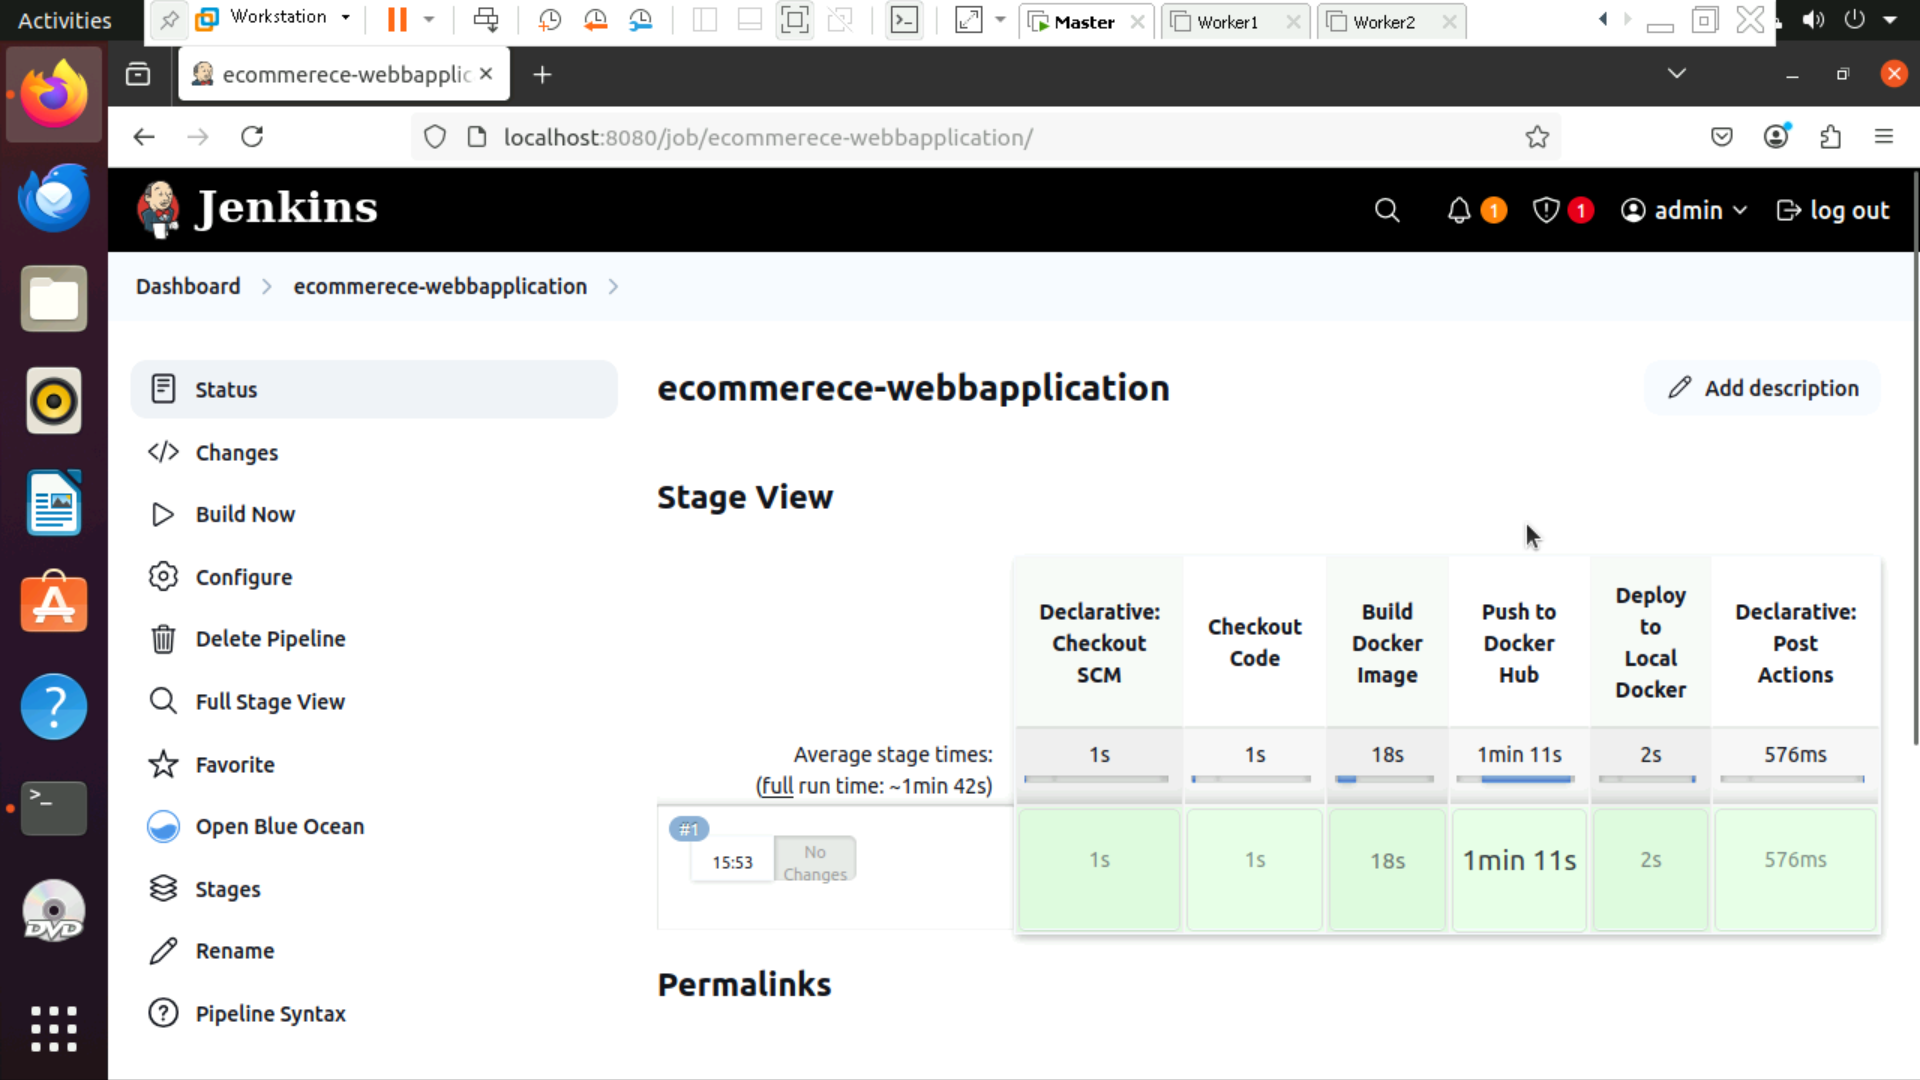 Activities
Workstation
Master
Worker1
Worker2
ecommerece-webbapplic
localhost:8080/job/ecommerece-webbapplication/
Jenkins
1
1
admin
log out
Dashboard
ecommerece-webbapplication
Status
Changes
Build Now
Configure
Delete Pipeline
Full Stage View
Favorite
Open Blue Ocean
Stages
Rename
Pipeline Syntax
ecommerece-webbapplication
Add description
Stage View
Declarative:
Checkout
SCM
Checkout
Code
Build
Docker
Image
Push to
Docker
Hub
Deploy
to
Local
Docker
Declarative:
Post
Actions
Average stage times:
(full run time: ~1min 42s)
1s
1s
18s
1min 11s
2s
576ms
#1
15:53
No
Changes
1s
1s
18s
1min 11s
2s
576ms
Permalinks
DVD